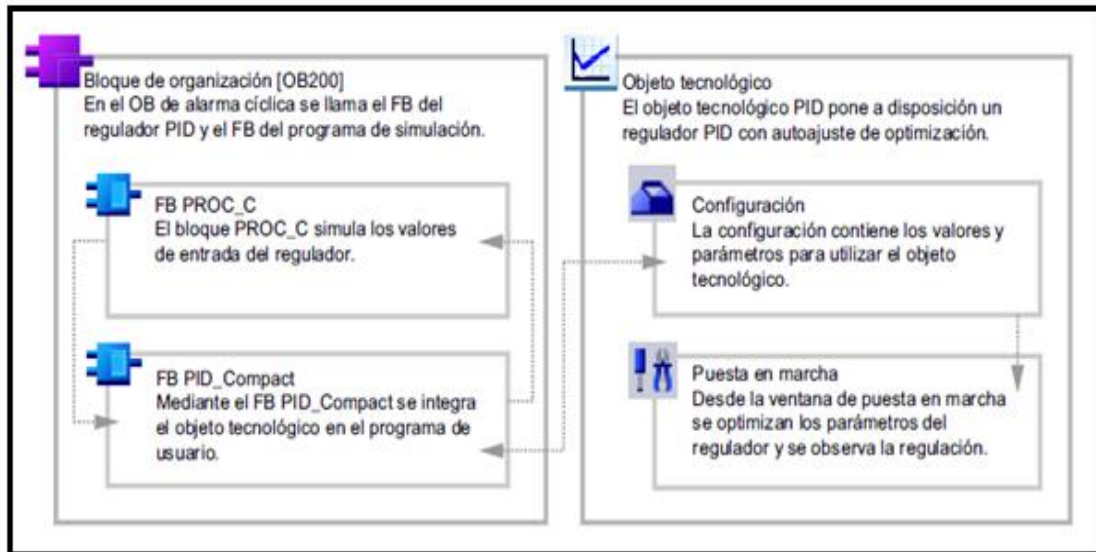 Bloque de organización [OB200]
En el OB de alarma cíclica se llama el FB del
regulador PID y el FB del programa de simulación.
FB PROC_C
El bloque PROC_C simula los valores
de entrada del regulador.
FB PID_Compact
Mediante el FB PID_Compact se integra
el objeto tecnológico en el programa de
usuario.
Objeto tecnológico
El objeto tecnológico PID pone a disposición un
regulador PID con autoajuste de optimización.
Configuración
La configuración contiene los valores y
parámetros para utilizar el objeto
tecnológico.
Puesta en marcha
Desde la ventana de puesta en marcha
se optimizan los parámetros del
regulador y se observa la regulación.